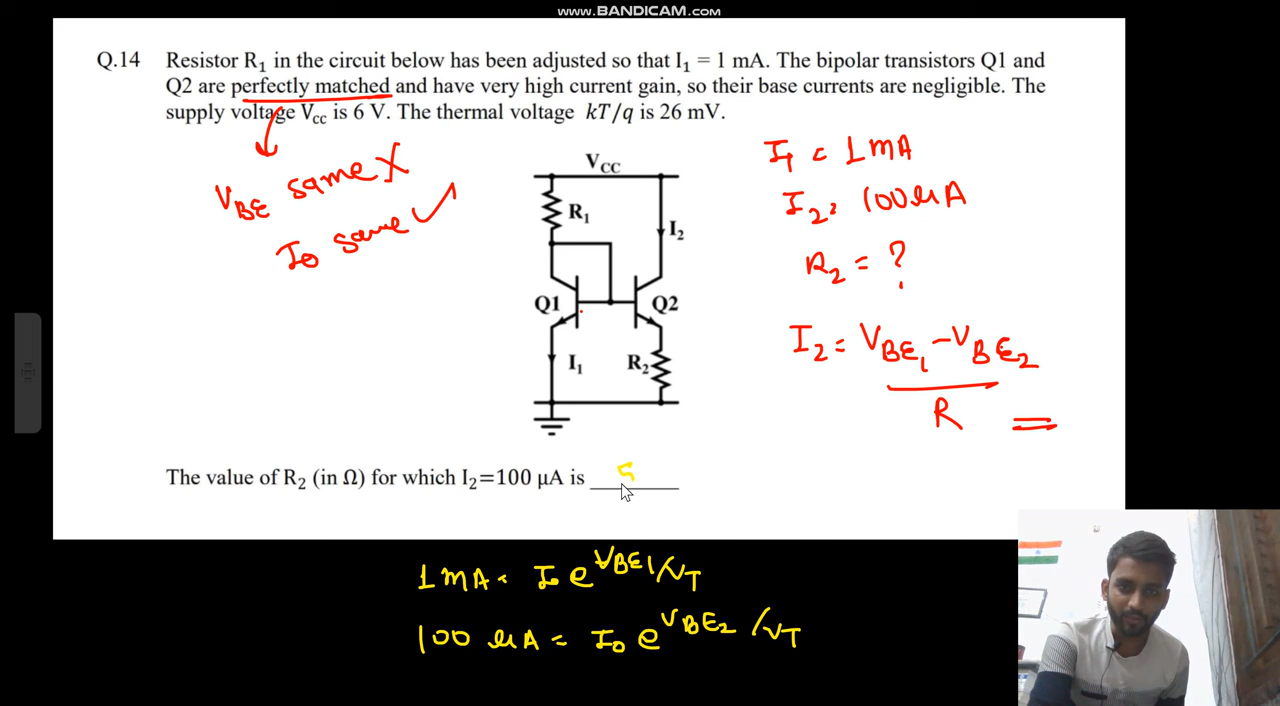 www.BANDICAM.com
Q.14 Resistor R₁ in the circuit below has been adjusted so that I₁ = 1 mA. The bipolar transistors Q1 and
Q2 are perfectly matched and have very high current gain, so their base currents are negligible. The
supply voltage Vcc is 6 V. The thermal voltage kT/q is 26 mV.
VBE same X
I₀ same ✓
VCC
R₁
I₂
Q1
Q2
I₁
R₂
I₁ = 1mA
I₂ = 100μA
R₂ = ?
I₂ = VBE₁ - VBE₂
R
The value of R₂ (in Ω) for which I₂=100 μA is 5
1mA = I₀ e^VBE1/VT
100 μA = I₀ e^VBE2/VT